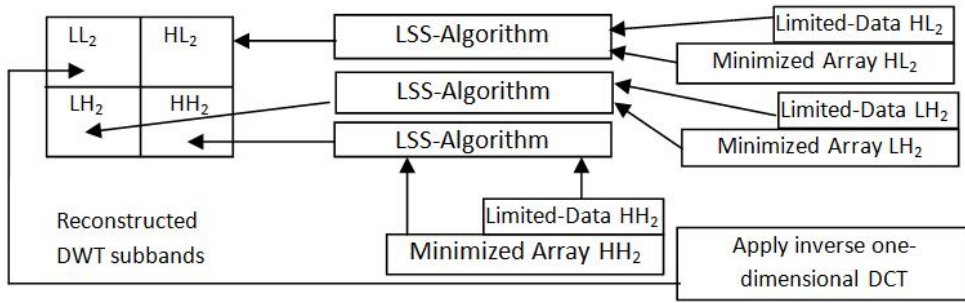 LL₂ HL₂
LSS-Algorithm
Limited-Data HL₂
Minimized Array HL₂
LH₂ HH₂
LSS-Algorithm
Limited-Data LH₂
Minimized Array LH₂
LSS-Algorithm
Limited-Data HH₂
Minimized Array HH₂
Reconstructed
DWT subbands
Apply inverse one-
dimensional DCT